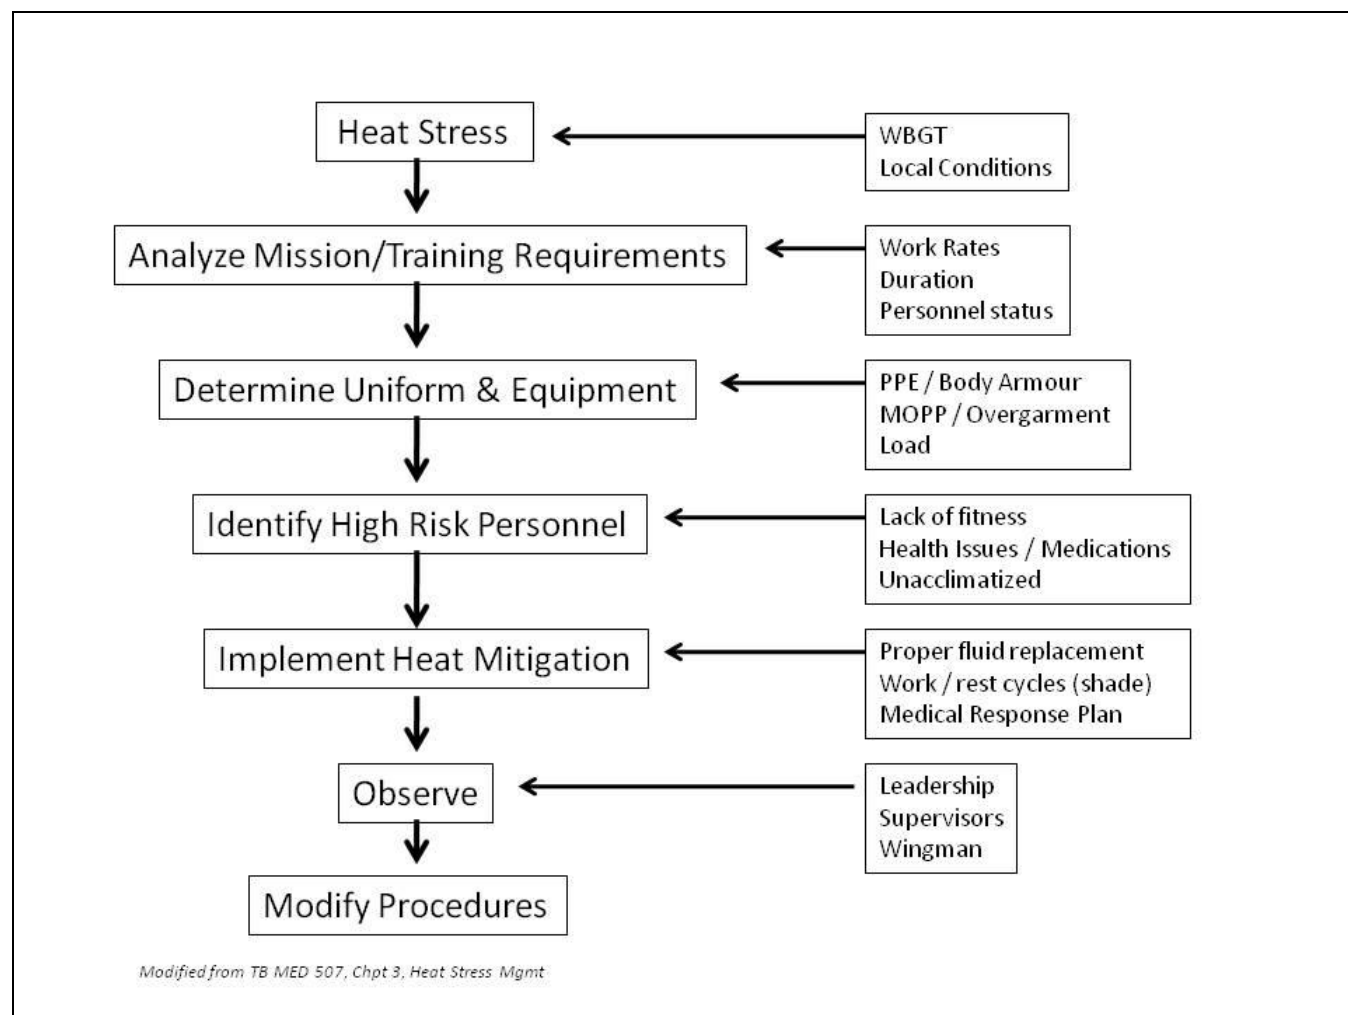 Heat Stress
WBGT
Local Conditions
Analyze Mission/Training Requirements
Work Rates
Duration
Personnel status
Determine Uniform & Equipment
PPE / Body Armour
MOPP / Overgarment
Load
Identify High Risk Personnel
Lack of fitness
Health Issues / Medications
Unacclimatized
Implement Heat Mitigation
Proper fluid replacement
Work / rest cycles (shade)
Medical Response Plan
Observe
Leadership
Supervisors
Wingman
Modify Procedures
Modified from TB MED 507, Chpt 3, Heat Stress Mgmt